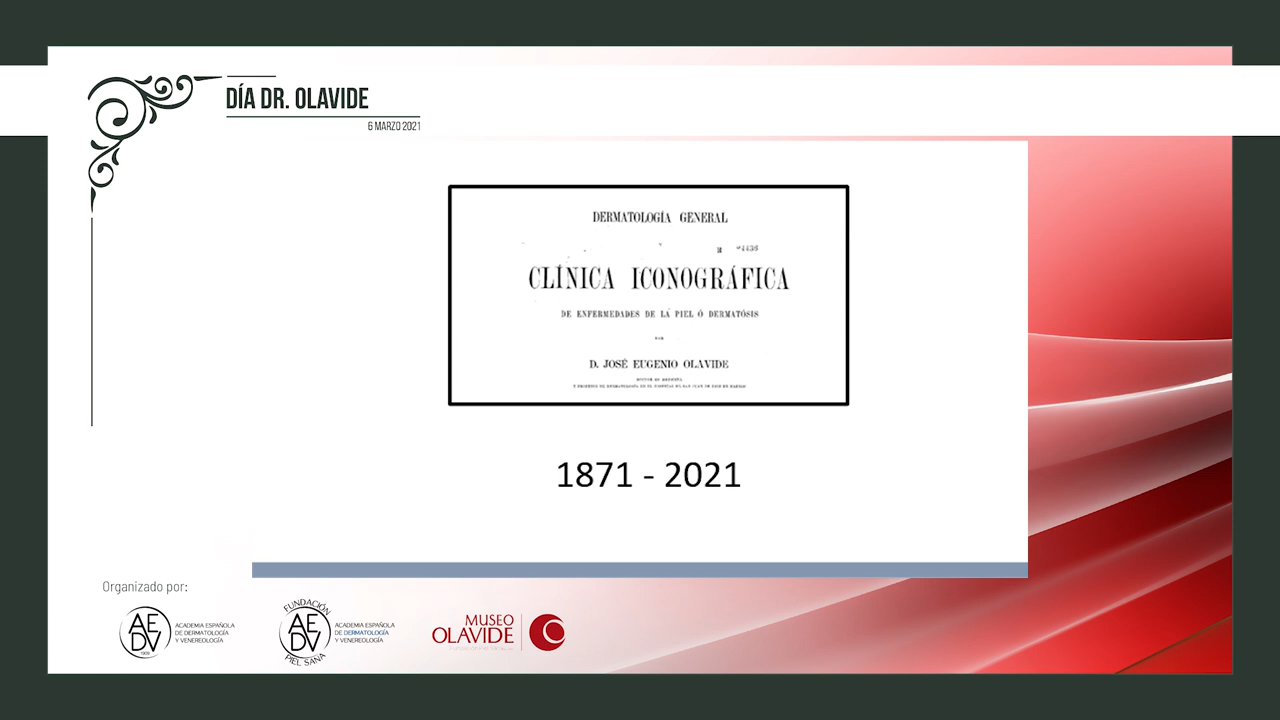 DÍA DR. OLAVIDE
6 MARZO 2021
DERMATOLOGÍA GENERAL
CLÍNICA ICONOGRÁFICA
DE ENFERMEDADES DE LA PIEL Ó DERMATÓSIS
POR
D. JOSÉ EUGENIO OLAVIDE
1871 - 2021
Organizado por:
AEDV
1909
ACADEMIA ESPAÑOLA
DE DERMATOLOGÍA
Y VENEREOLOGÍA
FUNDACIÓN
AEDV
PIEL SANA
ACADEMIA ESPAÑOLA
DE DERMATOLOGÍA
Y VENEREOLOGÍA
MUSEO
OLAVIDE